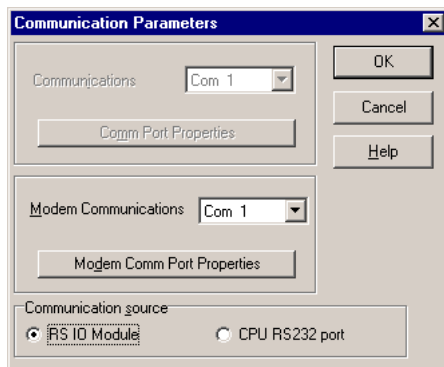 Communication Parameters
OK
Communications Com 1
Cancel
Comm Port Properties
Help
Modem Communications Com 1
Modem Comm Port Properties
Communication source
RS IO Module CPU RS232 port